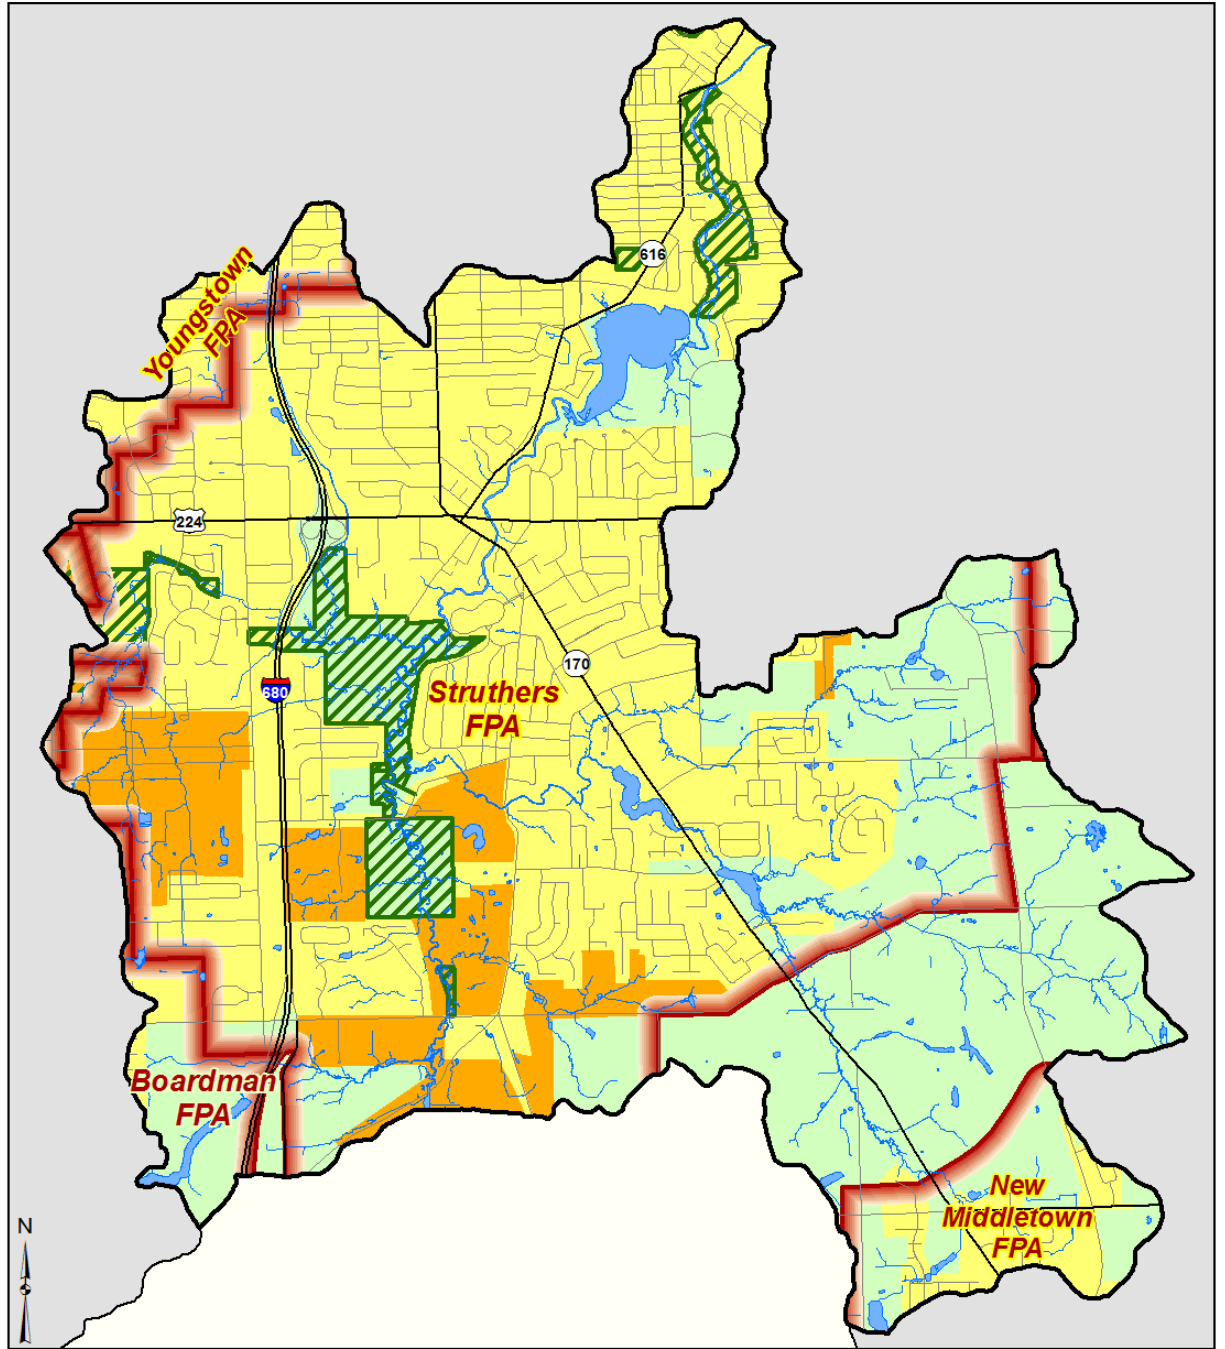 616
Youngstown
FPA
224
680
170
Struthers
FPA
Boardman
FPA
New
Middletown
FPA
N